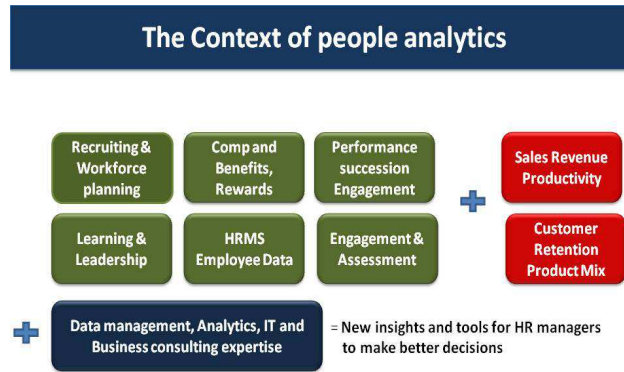 The Context of people analytics
Recruiting &
Workforce
planning
Comp and
Benefits,
Rewards
Performance
succession
Engagement
Sales Revenue
Productivity
Learning &
Leadership
HRMS
Employee Data
Engagement &
Assessment
Customer
Retention
Product Mix
Data management, Analytics, IT and
Business consulting expertise
= New insights and tools for HR managers
to make better decisions